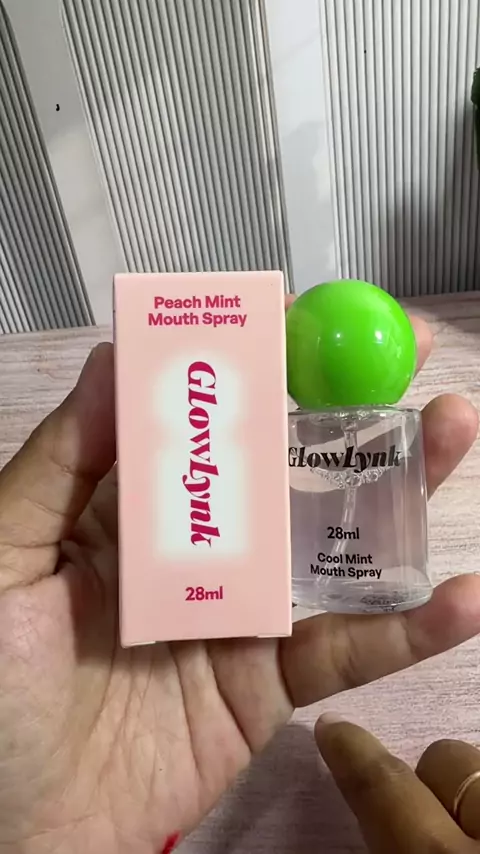 Peach Mint
Mouth Spray
GlowLynk
28ml
GlowLynk
28ml
Cool Mint
Mouth Spray